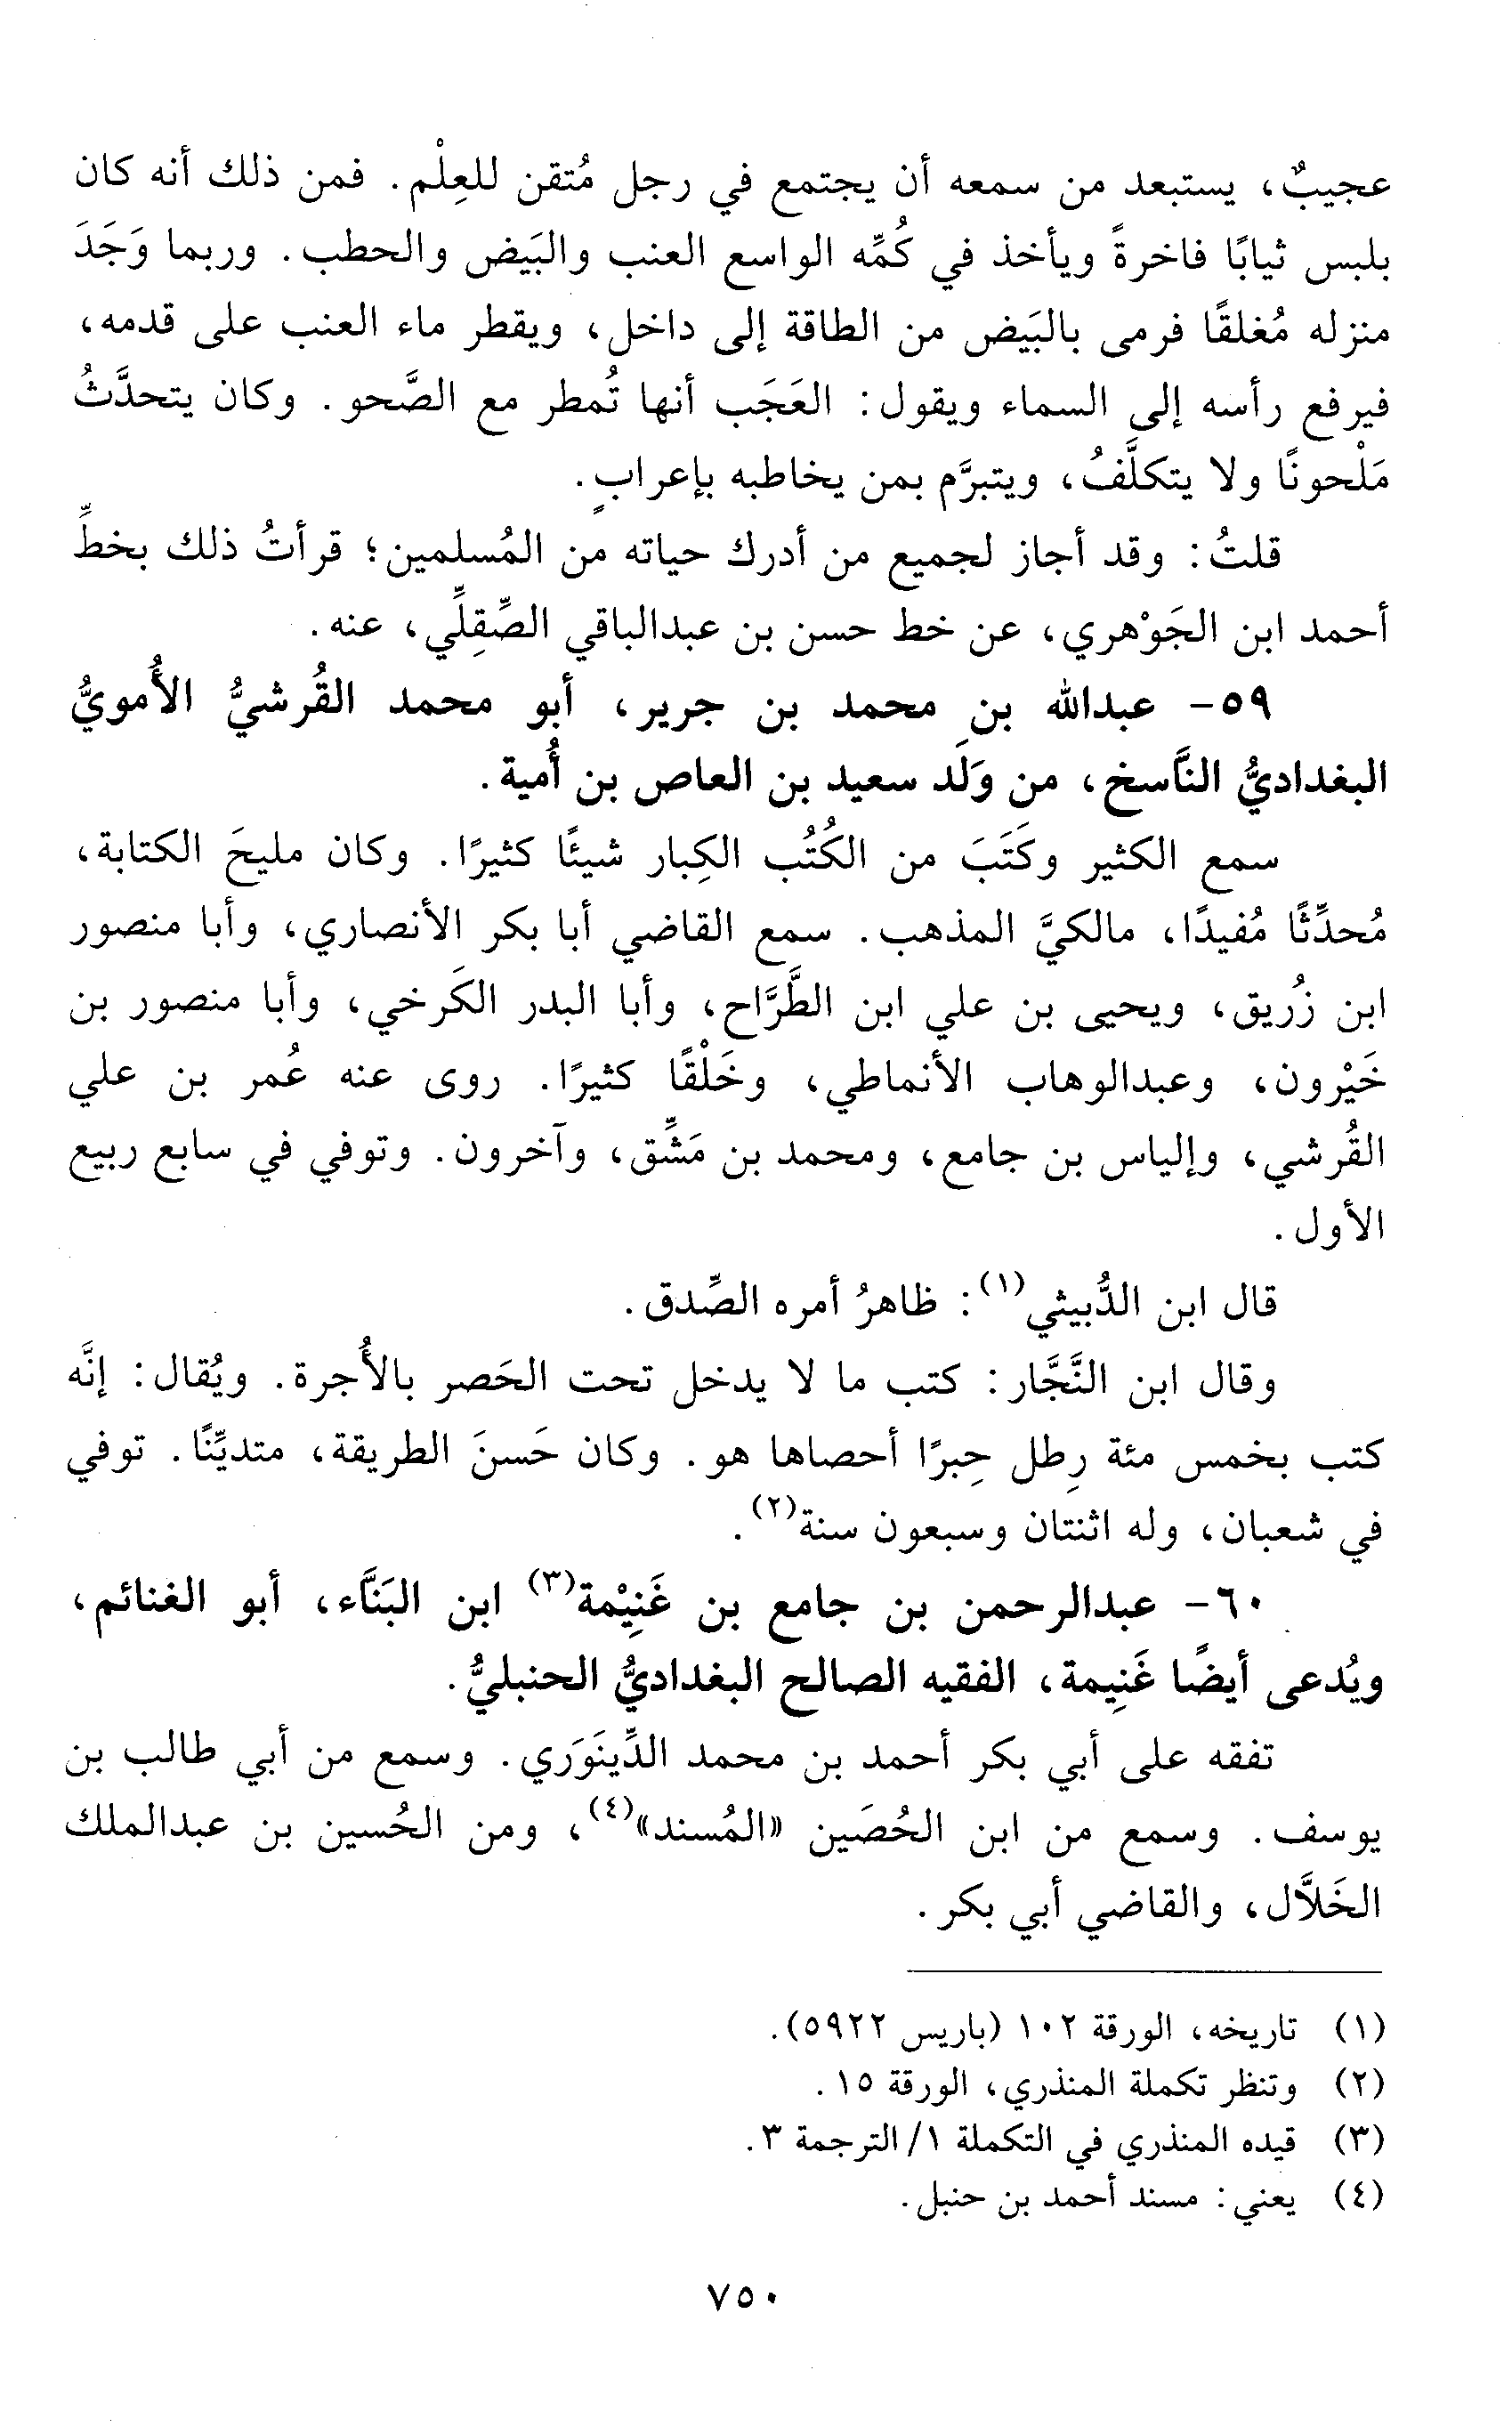 عجيبٌ، يستبعد من سمعه أن يجتمع في رجل مُتقن للعِلْم. فمن ذلك أنه كان
بلبس ثيابًا فاخرةً ويأخذ في كُمِّه الواسع العنب والبَيض والحطب. وربما وَجَدَ
منزله مُغلقًا فرمى بالبَيض من الطاقة إلى داخل، ويقطر ماء العنب على قدمه،
فيرفع رأسه إلى السماء ويقول: العَجَب أنها تُمطر مع الصَّحو. وكان يتحدَّثُ
مَلْحونًا ولا يتكلَّفُ، ويتبرَّم بمن يخاطبه بإعرابٍ.
قلتُ: وقد أجاز لجميع من أدرك حياته من المُسلمين؛ قرأتُ ذلك بخطِّ
أحمد ابن الجَوْهري، عن خط حسن بن عبدالباقي الصِّقِلِّي، عنه.
٥٩- عبدالله بن محمد بن جرير، أبو محمد القُرشيُّ الأُمويُّ
البغداديُّ النَّاسخ، من وَلَد سعيد بن العاص بن أُمية.
سمع الكثير وكَتَبَ من الكُتُب الكِبار شيئًا كثيرًا. وكان مليحَ الكتابة،
مُحدِّثًا مُفيدًا، مالكيَّ المذهب. سمع القاضي أبا بكر الأنصاري، وأبا منصور
ابن زُريق، ويحيى بن علي ابن الطَّرَّاح، وأبا البدر الكَرخي، وأبا منصور بن
خَيْرون، وعبدالوهاب الأنماطي، وخَلْقًا كثيرًا. روى عنه عُمر بن علي
القُرشي، وإلياس بن جامع، ومحمد بن مَشِّق، وآخرون. وتوفي في سابع ربيع
الأول.
قال ابن الدُّبيثي(١): ظاهرُ أمره الصِّدق.
وقال ابن النَّجَّار: كتب ما لا يدخل تحت الحَصر بالأُجرة. ويُقال: إنَّه
كتب بخمس مئة رِطل حِبرًا أحصاها هو. وكان حَسنَ الطريقة، متديِّنًا. توفي
في شعبان، وله اثنتان وسبعون سنة(٢).
٦٠- عبدالرحمن بن جامع بن غَنِيْمة(٣) ابن البَنَّاء، أبو الغنائم،
ويُدعى أيضًا غَنِيمة، الفقيه الصالح البغداديُّ الحنبليُّ.
تفقه على أبي بكر أحمد بن محمد الدِّينَوَري. وسمع من أبي طالب بن
يوسف. وسمع من ابن الحُصَين «المُسند»(٤)، ومن الحُسين بن عبدالملك
الخَلاَّل، والقاضي أبي بكر.
(١) تاريخه، الورقة ١٠٢ (باريس ٥٩٢٢).
(٢) وتنظر تكملة المنذري، الورقة ١٥.
(٣) قيده المنذري في التكملة ١/ الترجمة ٣.
(٤) يعني: مسند أحمد بن حنبل.
٧٥٠